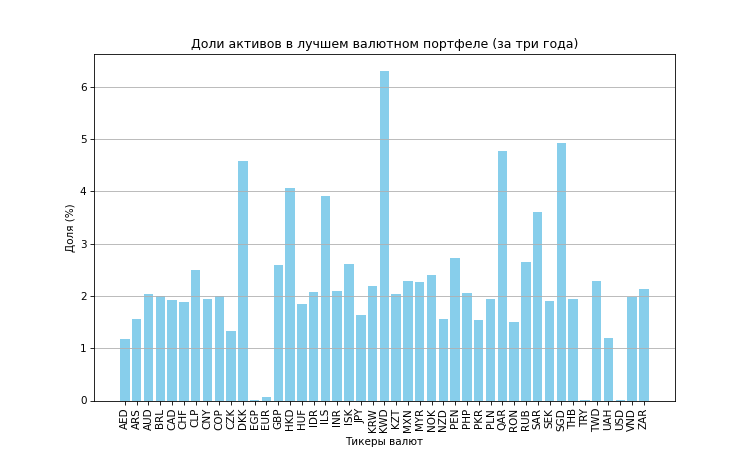 Доли активов в лучшем валютном портфеле (за три года)
Доля (%)
6
5
4
3
2
1
0
AED ARS AUD BRL CAD CHF CLP CNY COP CZK DKK EGP EUR GBP HKD HUF IDR ILS INR ISK JPY KRW KWD KZT MXN MYR NOK NZD PEN PHP PKR PLN QAR RON RUB SAR SEK SGD THB TRY TWD UAH USD VND ZAR
Тикеры валют